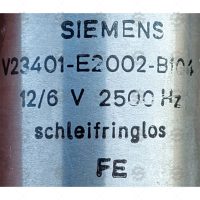 SIEMENS
V23401-E2002-B104
12/6 V 2500 Hz
schleifringlos
FE